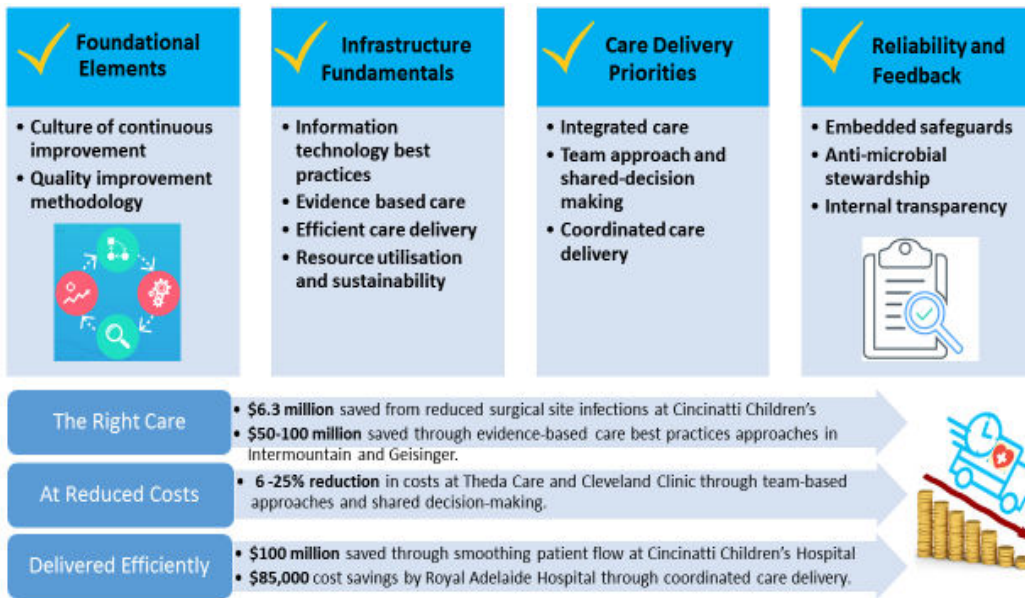 Foundational
Elements
• Culture of continuous
improvement
• Quality improvement
methodology
Infrastructure
Fundamentals
• Information
technology best
practices
• Evidence based care
• Efficient care delivery
• Resource utilisation
and sustainability
Care Delivery
Priorities
• Integrated care
• Team approach and
shared-decision
making
• Coordinated care
delivery
Reliability and
Feedback
• Embedded safeguards
• Anti-microbial
stewardship
• Internal transparency
The Right Care
• $6.3 million saved from reduced surgical site infections at Cincinatti Children's
• $50-100 million saved through evidence-based care best practices approaches in
Intermountain and Geisinger.
At Reduced Costs
• 6 -25% reduction in costs at Theda Care and Cleveland Clinic through team-based
approaches and shared decision-making.
Delivered Efficiently
• $100 million saved through smoothing patient flow at Cincinatti Children's Hospital
• $85,000 cost savings by Royal Adelaide Hospital through coordinated care delivery.